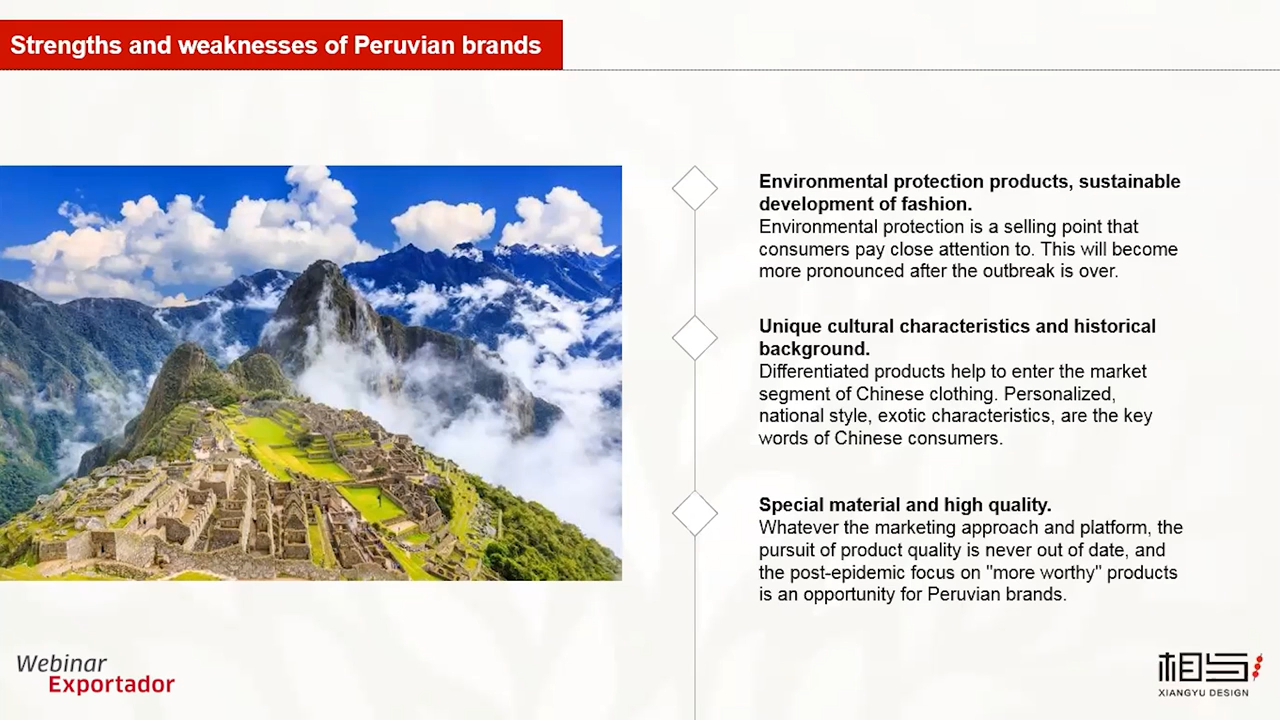 Strengths and weaknesses of Peruvian brands
Environmental protection products, sustainable
development of fashion.
Environmental protection is a selling point that
consumers pay close attention to. This will become
more pronounced after the outbreak is over.
Unique cultural characteristics and historical
background.
Differentiated products help to enter the market
segment of Chinese clothing. Personalized,
national style, exotic characteristics, are the key
words of Chinese consumers.
Special material and high quality.
Whatever the marketing approach and platform, the
pursuit of product quality is never out of date, and
the post-epidemic focus on "more worthy" products
is an opportunity for Peruvian brands.
Webinar
Exportador
相与
XIANGYU DESIGN